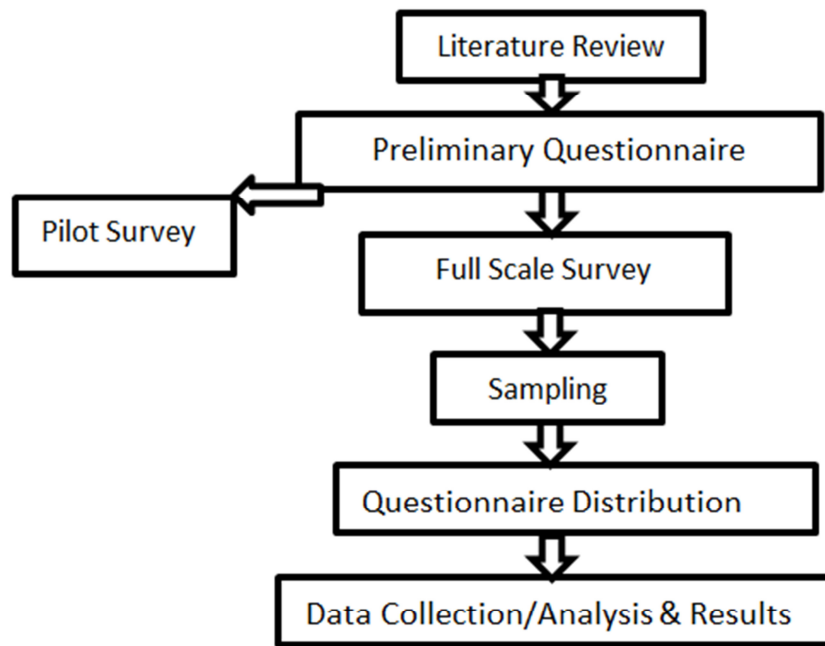 Literature Review
Preliminary Questionnaire
Pilot Survey
Full Scale Survey
Sampling
Questionnaire Distribution
Data Collection/Analysis & Results